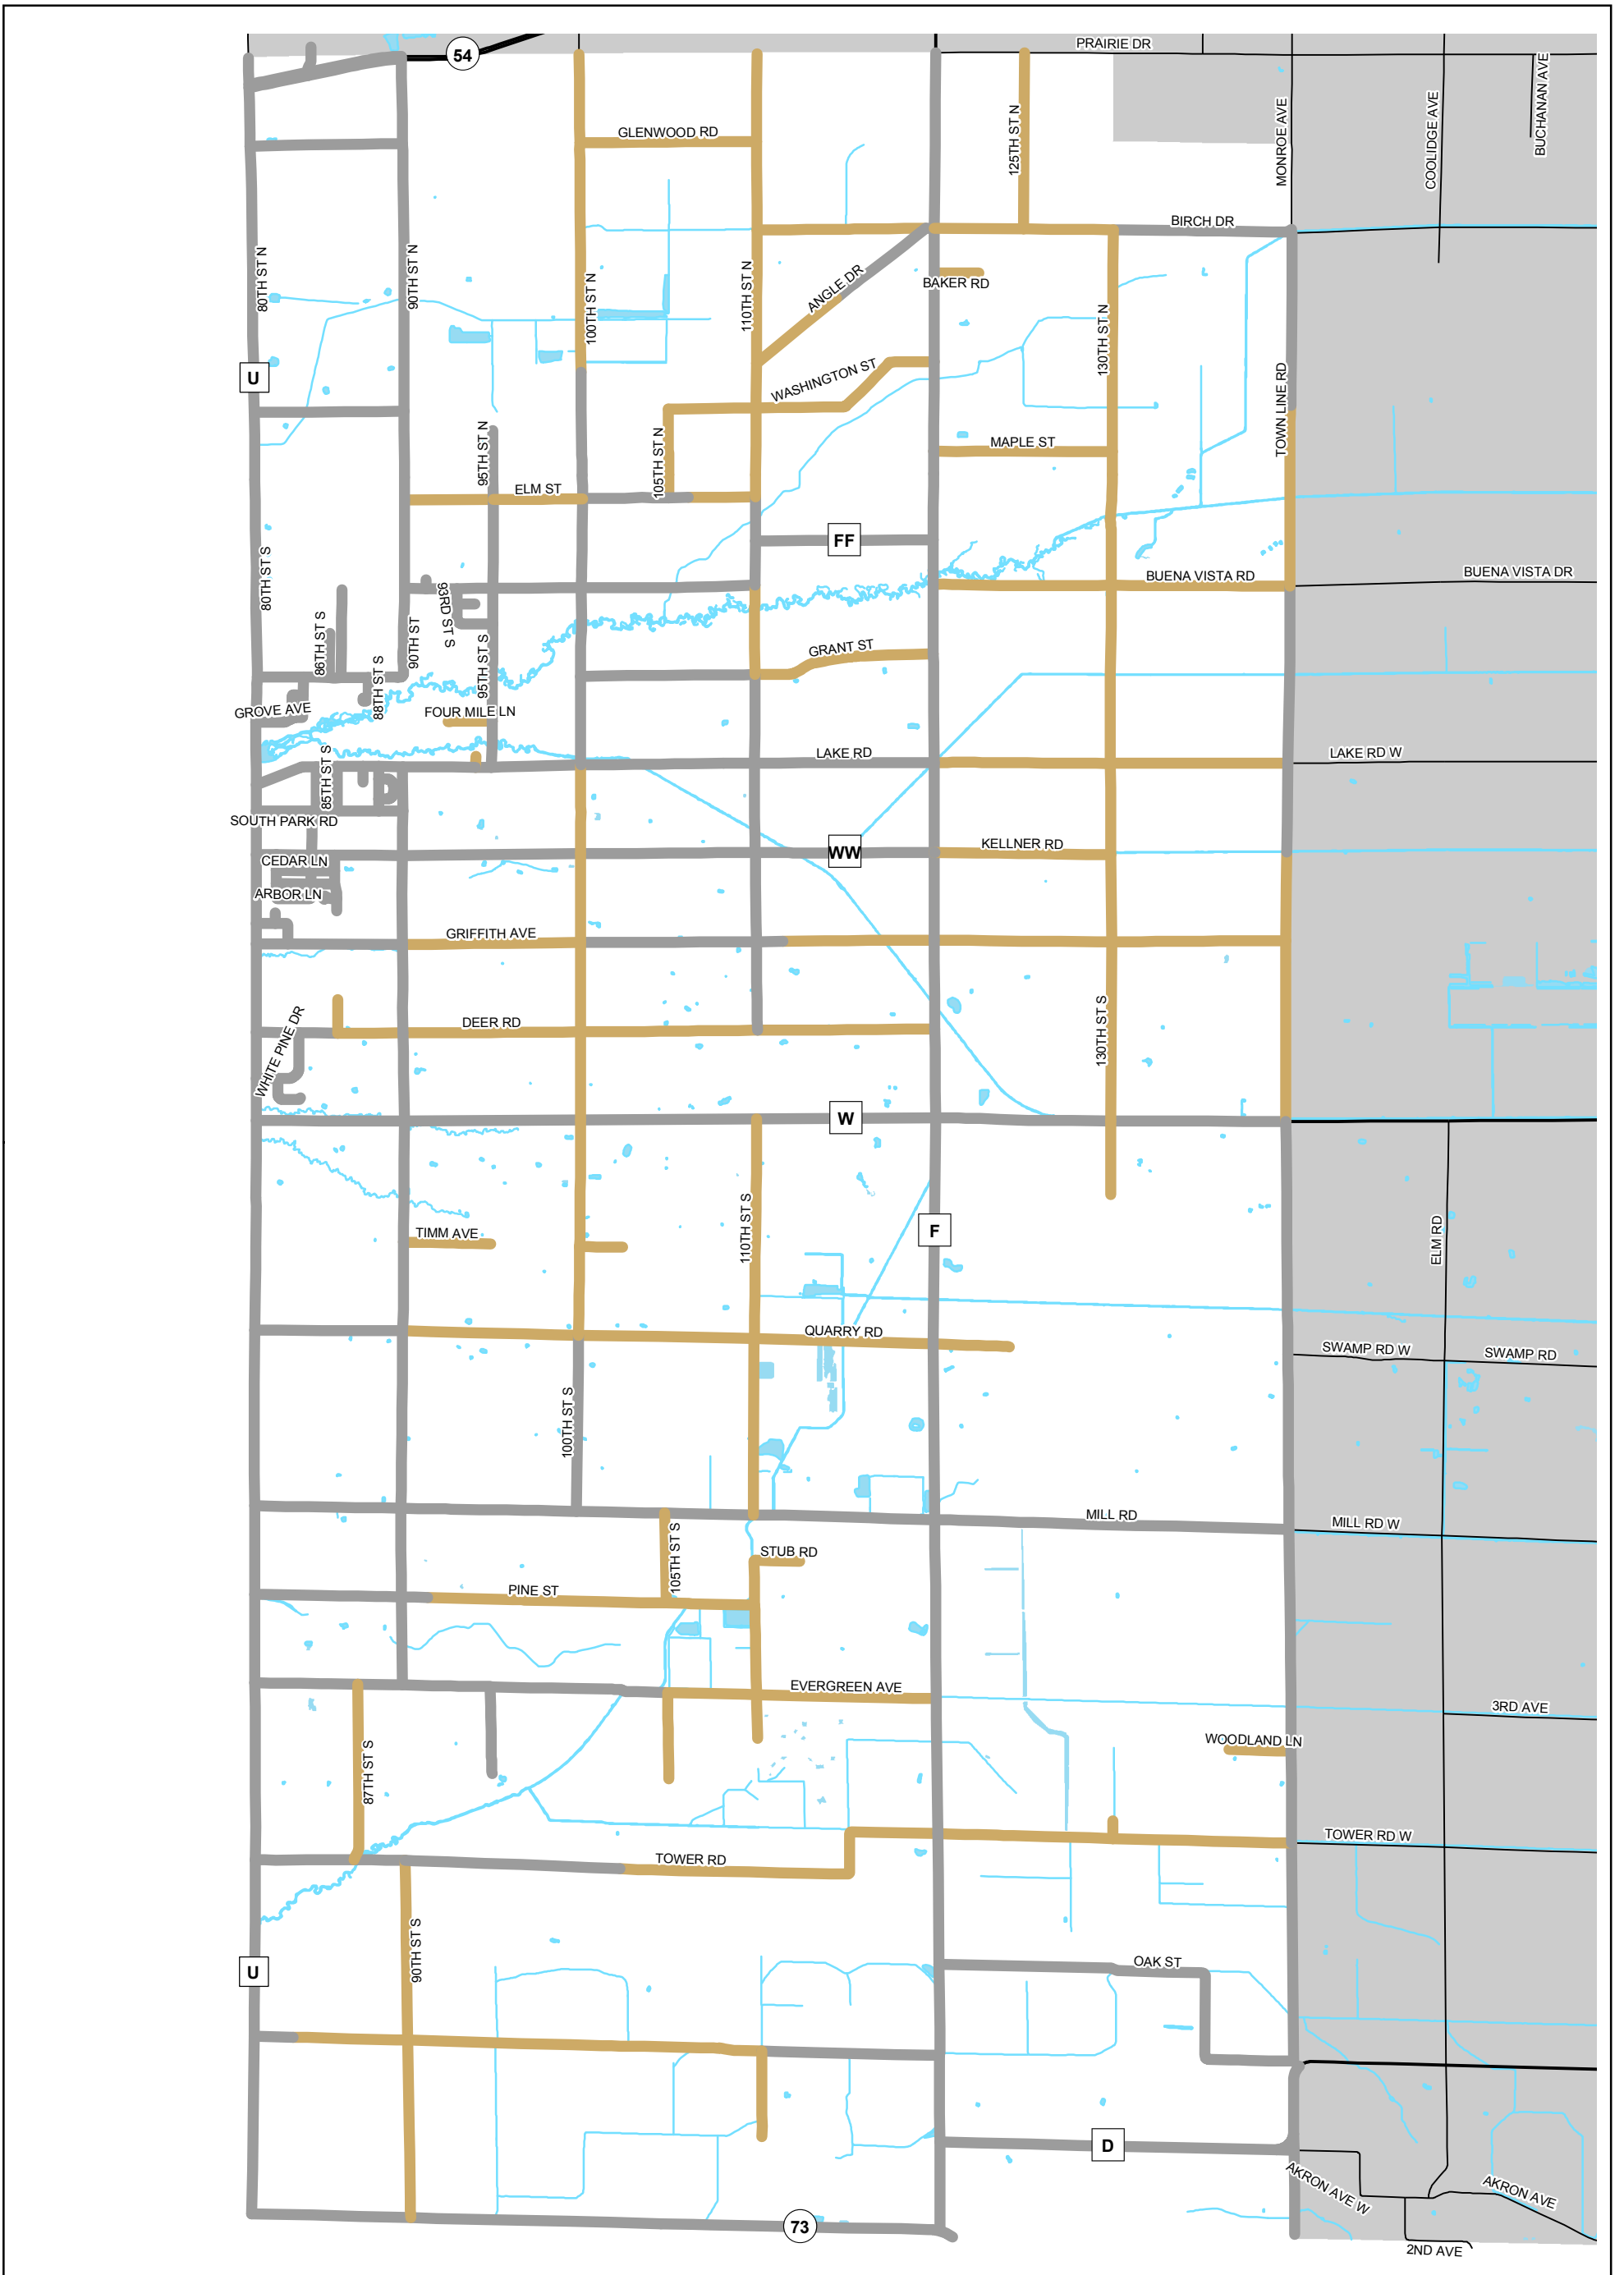 PRAIRIE DR
54
GLENWOOD RD
125TH ST N
MONROE AVE
COOLIDGE AVE
BUCHANAN AVE
BIRCH DR
80TH ST N
90TH ST N
100TH ST N
110TH ST N
ANGLE DR
BAKER RD
130TH ST N
U
WASHINGTON ST
TOWN LINE RD
95TH ST N
105TH ST N
MAPLE ST
ELM ST
FF
80TH ST S
BUENA VISTA RD
BUENA VISTA DR
93RD ST S
86TH ST S
90TH ST
88TH ST S
95TH ST S
GRANT ST
GROVE AVE
FOUR MILE LN
LAKE RD
LAKE RD W
85TH ST S
SOUTH PARK RD
CEDAR LN
WW
KELLNER RD
ARBOR LN
GRIFFITH AVE
DEER RD
WHITE PINE DR
130TH ST S
W
TIMM AVE
110TH ST S
F
ELM RD
QUARRY RD
SWAMP RD W
SWAMP RD
100TH ST S
MILL RD
MILL RD W
STUB RD
105TH ST S
PINE ST
EVERGREEN AVE
3RD AVE
WOODLAND LN
87TH ST S
TOWER RD W
TOWER RD
90TH ST S
OAK ST
U
D
AKRON AVE W
AKRON AVE
73
2ND AVE